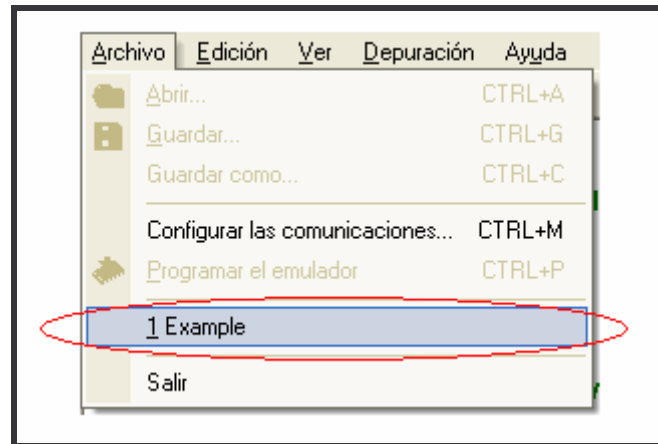 Archivo Edición Ver Depuración Ayuda
Abrir... CTRL+A
Guardar... CTRL+G
Guardar como... CTRL+C
Configurar las comunicaciones... CTRL+M
Programar el emulador CTRL+P
1 Example
Salir